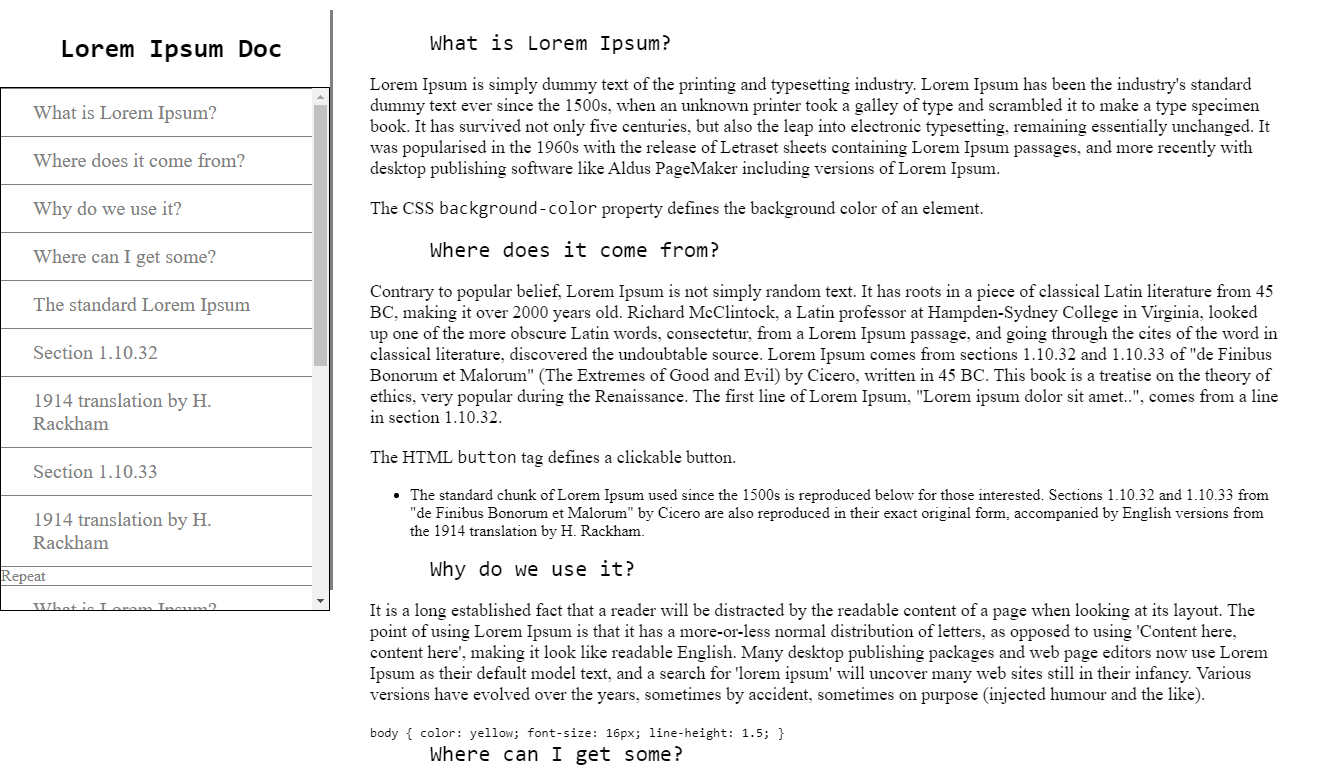 Lorem Ipsum Doc
What is Lorem Ipsum?
Where does it come from?
Why do we use it?
Where can I get some?
The standard Lorem Ipsum
Section 1.10.32
1914 translation by H.
Rackham
Section 1.10.33
1914 translation by H.
Rackham
Repeat
What is Lorem Ipsum?
What is Lorem Ipsum?
Lorem Ipsum is simply dummy text of the printing and typesetting industry. Lorem Ipsum has been the industry's standard
dummy text ever since the 1500s, when an unknown printer took a galley of type and scrambled it to make a type specimen
book. It has survived not only five centuries, but also the leap into electronic typesetting, remaining essentially unchanged. It
was popularised in the 1960s with the release of Letraset sheets containing Lorem Ipsum passages, and more recently with
desktop publishing software like Aldus PageMaker including versions of Lorem Ipsum.
The CSS background-color property defines the background color of an element.
Where does it come from?
Contrary to popular belief, Lorem Ipsum is not simply random text. It has roots in a piece of classical Latin literature from 45
BC, making it over 2000 years old. Richard McClintock, a Latin professor at Hampden-Sydney College in Virginia, looked
up one of the more obscure Latin words, consectetur, from a Lorem Ipsum passage, and going through the cites of the word in
classical literature, discovered the undoubtable source. Lorem Ipsum comes from sections 1.10.32 and 1.10.33 of "de Finibus
Bonorum et Malorum" (The Extremes of Good and Evil) by Cicero, written in 45 BC. This book is a treatise on the theory of
ethics, very popular during the Renaissance. The first line of Lorem Ipsum, "Lorem ipsum dolor sit amet..", comes from a line
in section 1.10.32.
The HTML button tag defines a clickable button.
The standard chunk of Lorem Ipsum used since the 1500s is reproduced below for those interested. Sections 1.10.32 and 1.10.33 from
"de Finibus Bonorum et Malorum" by Cicero are also reproduced in their exact original form, accompanied by English versions from
the 1914 translation by H. Rackham.
Why do we use it?
It is a long established fact that a reader will be distracted by the readable content of a page when looking at its layout. The
point of using Lorem Ipsum is that it has a more-or-less normal distribution of letters, as opposed to using 'Content here,
content here', making it look like readable English. Many desktop publishing packages and web page editors now use Lorem
Ipsum as their default model text, and a search for 'lorem ipsum' will uncover many web sites still in their infancy. Various
versions have evolved over the years, sometimes by accident, sometimes on purpose (injected humour and the like).
body { color: yellow; font-size: 16px; line-height: 1.5; }
Where can I get some?